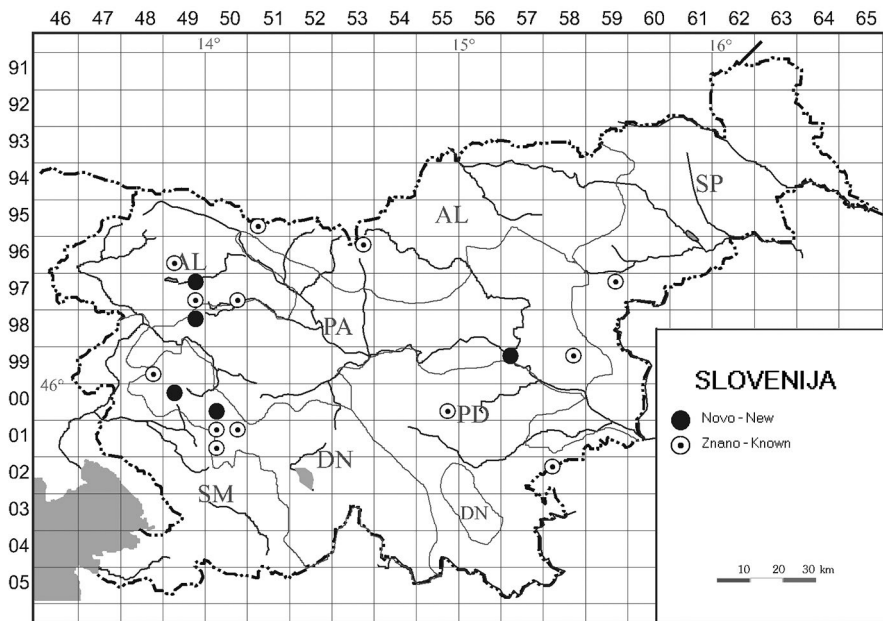 46 47 48 49 50 51 52 53 54 55 56 57 58 59 60 61 62 63 64 65
14° 15° 16°
91
92
93
94
SP
95
AL
96
AL
97
98
PA
99
46°
SLOVENIJA
00
Novo - New
PD
01
Znano - Known
DN
02
SM
03
DN
04
05
10 20 30 km